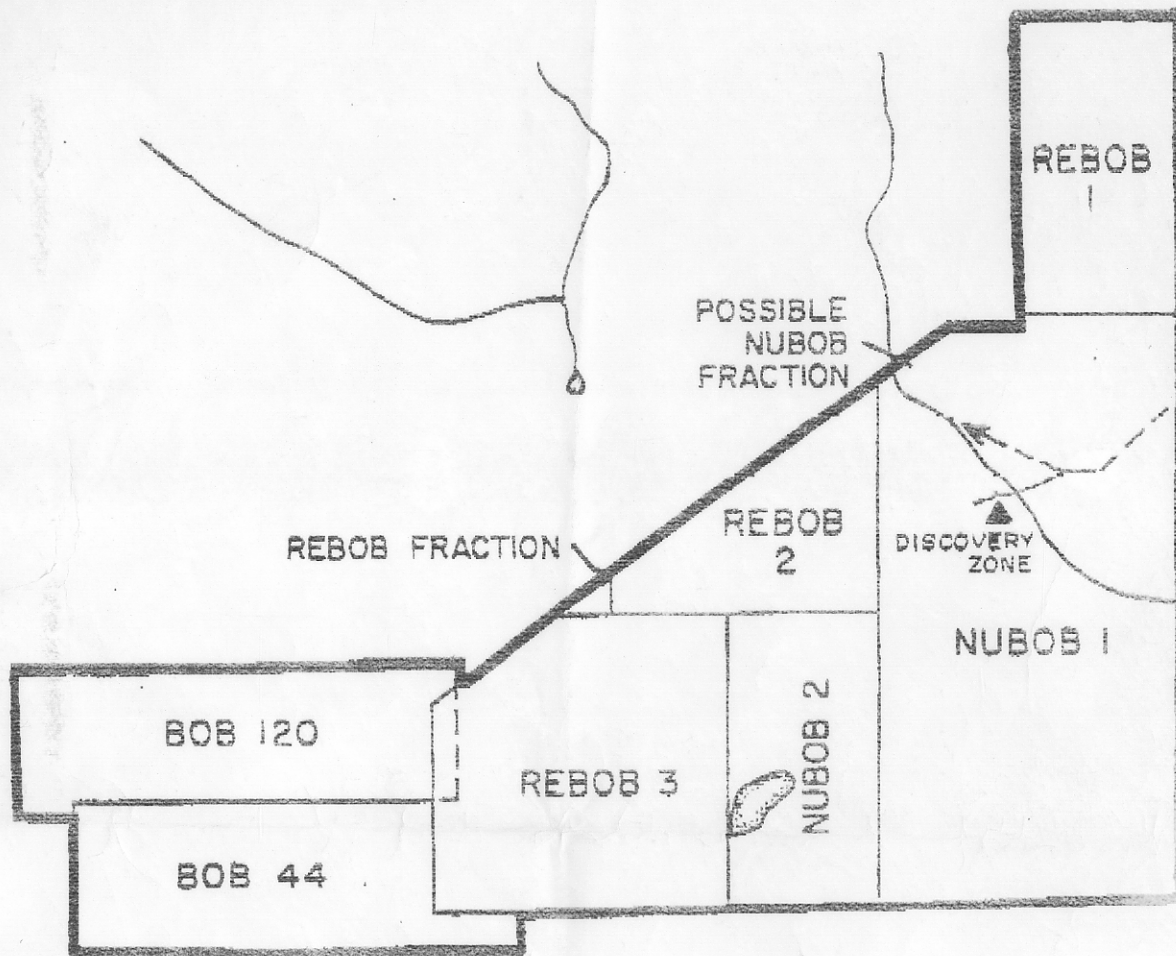 REBOB
1
POSSIBLE
NUBOB
FRACTION
REBOB FRACTION
REBOB
2
DISCOVERY
ZONE
NUBOB 1
BOB 120
REBOB 3
NUBOB 2
BOB 44